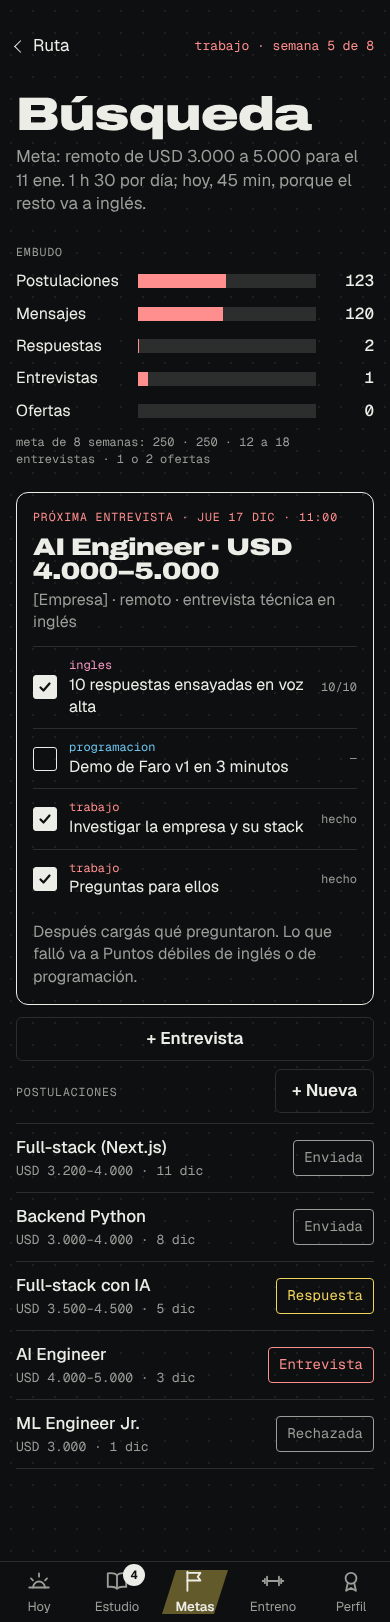 Ruta
trabajo · semana 5 de 8
Búsqueda
Meta: remoto de USD 3.000 a 5.000 para el
11 ene. 1 h 30 por día; hoy, 45 min, porque el
resto va a inglés.
EMBUDO
Postulaciones 123
Mensajes 120
Respuestas 2
Entrevistas 1
Ofertas 0
meta de 8 semanas: 250 · 250 · 12 a 18
entrevistas · 1 o 2 ofertas
PRÓXIMA ENTREVISTA · JUE 17 DIC · 11:00
AI Engineer · USD
4.000–5.000
[Empresa] · remoto · entrevista técnica en
inglés
ingles
10 respuestas ensayadas en voz
alta
10/10
programacion
Demo de Faro v1 en 3 minutos
—
trabajo
Investigar la empresa y su stack
hecho
trabajo
Preguntas para ellos
hecho
Después cargás qué preguntaron. Lo que
falló va a Puntos débiles de inglés o de
programación.
+ Entrevista
POSTULACIONES
+ Nueva
Full-stack (Next.js)
USD 3.200–4.000 · 11 dic
Enviada
Backend Python
USD 3.000–4.000 · 8 dic
Enviada
Full-stack con IA
USD 3.500–4.500 · 5 dic
Respuesta
AI Engineer
USD 4.000–5.000 · 3 dic
Entrevista
ML Engineer Jr.
USD 3.000 · 1 dic
Rechazada
4
Hoy
Estudio
Metas
Entreno
Perfil